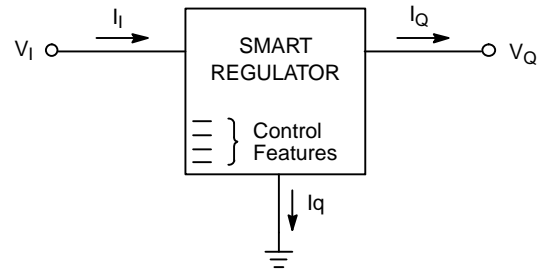 I_I
I_Q
V_I
SMART
REGULATOR
V_Q
Control
Features
Iq